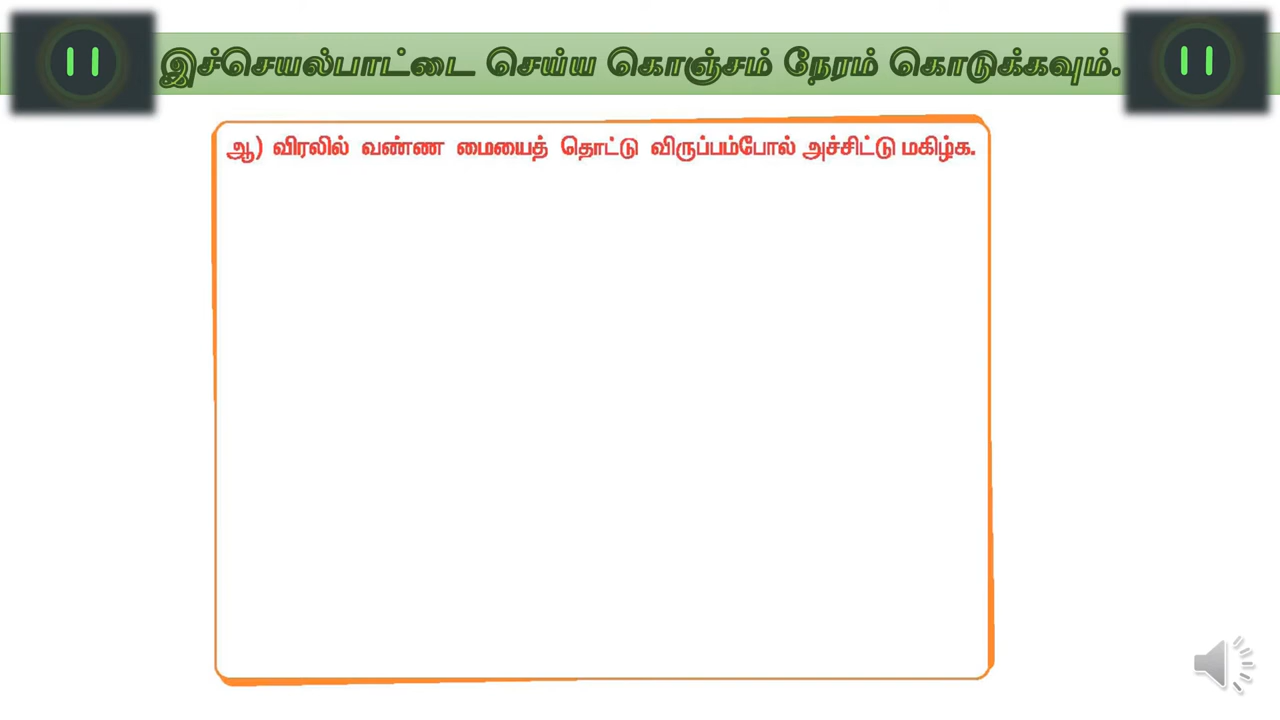 இச்செயல்பாட்டை செய்ய கொஞ்சம் நேரம் கொடுக்கவும்.
ஆ) விரலில் வண்ண மையைத் தொட்டு விருப்பம்போல் அச்சிட்டு மகிழ்க.